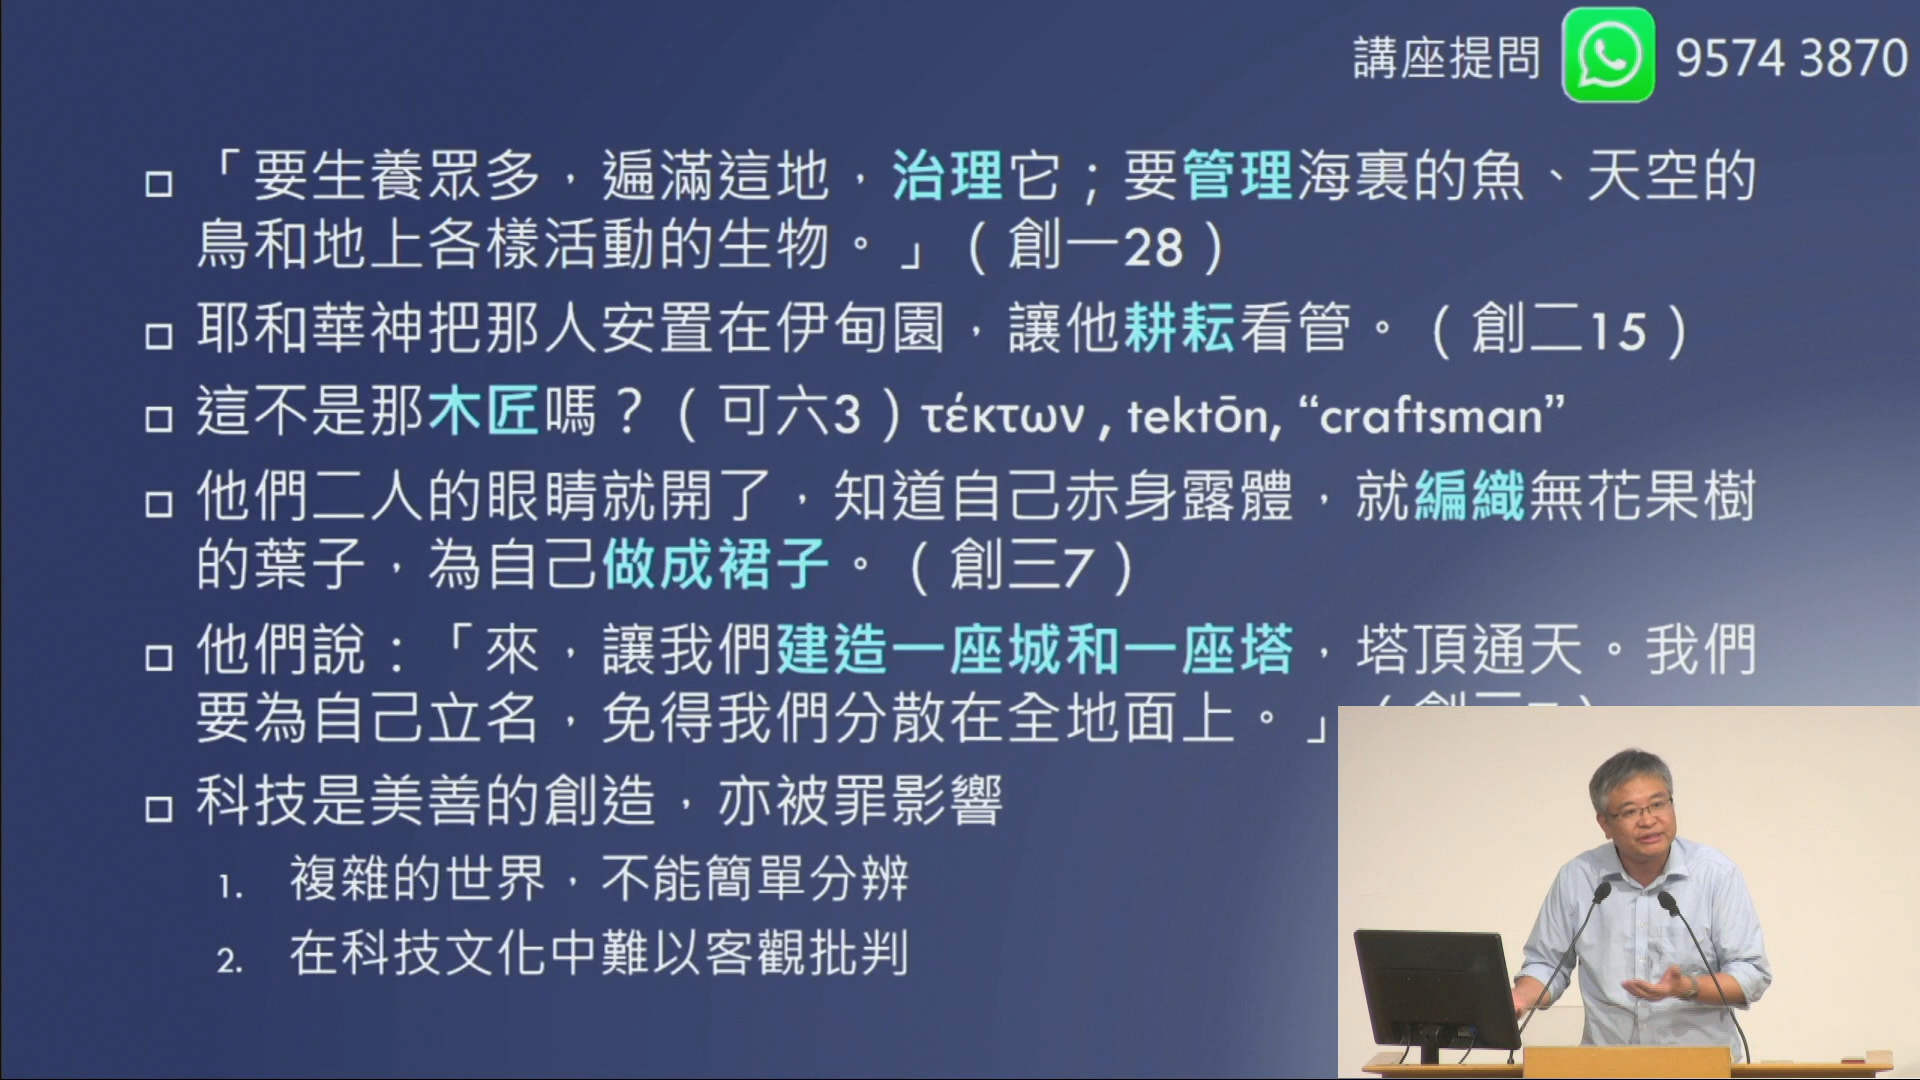 講座提問 9574 3870
「要生養眾多，遍滿這地，治理它；要管理海裏的魚、天空的
鳥和地上各樣活動的生物。」（創一28）
耶和華神把那人安置在伊甸園，讓他耕耘看管。（創二15）
這不是那木匠嗎？（可六3）τέκτων , tektōn, “craftsman”
他們二人的眼睛就開了，知道自己赤身露體，就編織無花果樹
的葉子，為自己做成裙子。（創三7）
他們說：「來，讓我們建造一座城和一座塔，塔頂通天。我們
要為自己立名，免得我們分散在全地面上。」
科技是美善的創造，亦被罪影響
1. 複雜的世界，不能簡單分辨
2. 在科技文化中難以客觀批判